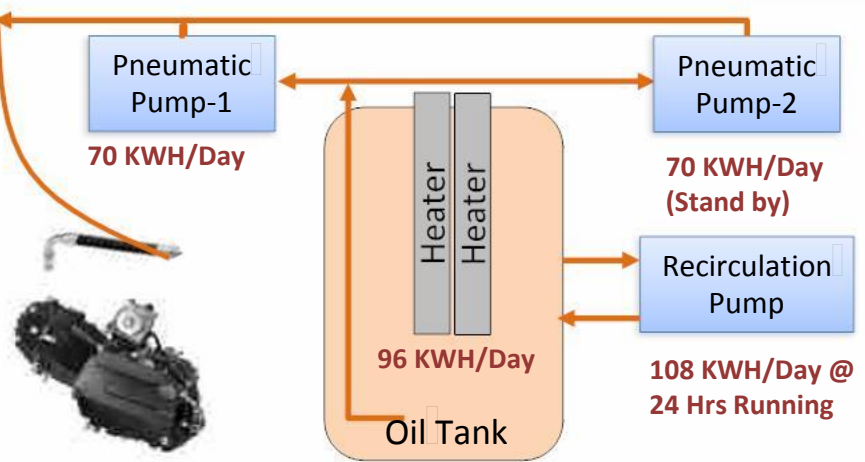 Pneumatic
Pump-1
70 KWH/Day
Pneumatic
Pump-2
70 KWH/Day
(Stand by)
Heater
Heater
96 KWH/Day
Recirculation
Pump
108 KWH/Day @
24 Hrs Running
Oil Tank